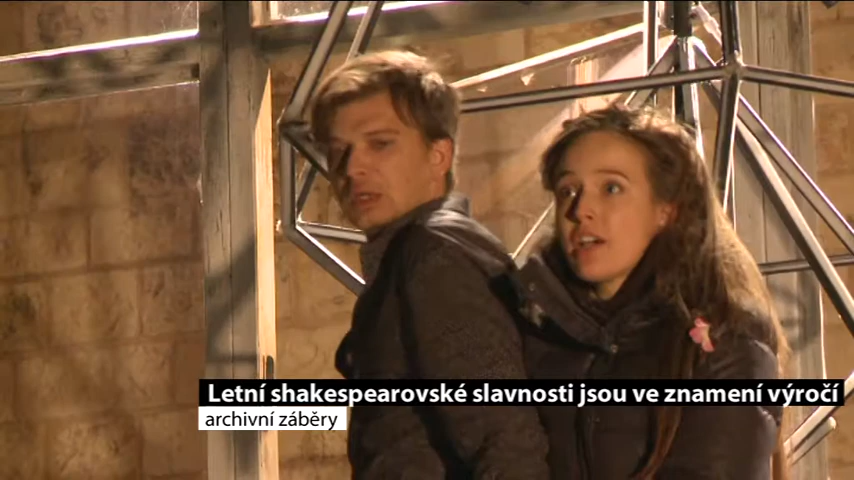 Letní shakespearovské slavnosti jsou ve znamení výročí
archivní záběry